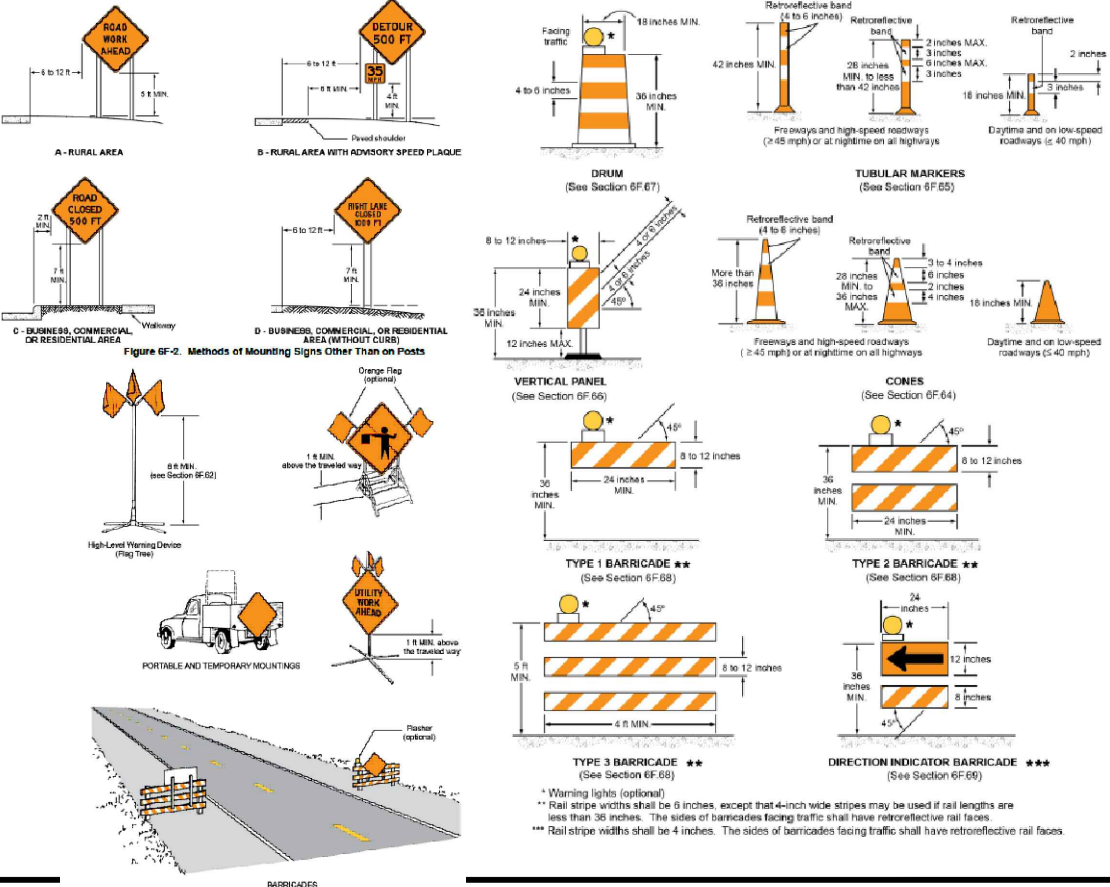 ROAD
WORK
AHEAD
6 to 12 ft
5 ft MIN.
A - RURAL AREA
DETOUR
500 FT
35
MPH
6 to 12 ft
6 ft MIN.
4 ft
MIN.
Paved shoulder
B - RURAL AREA WITH ADVISORY SPEED PLAQUE
ROAD
CLOSED
500 FT
2 ft
MIN.
7 ft
MIN.
Walkway
C - BUSINESS, COMMERCIAL,
OR RESIDENTIAL AREA
RIGHT LANE
CLOSED
1000 FT
6 to 12 ft
7 ft
MIN.
D - BUSINESS, COMMERCIAL, OR RESIDENTIAL
AREA (WITHOUT CURB)
Figure 6F-2. Methods of Mounting Signs Other Than on Posts
8 ft MIN.
(see Section 6F.62)
High-Level Warning Device
(Flag Tree)
Orange Flag
(optional)
1 ft MIN.
above the traveled way
PORTABLE AND TEMPORARY MOUNTINGS
UTILITY
WORK
AHEAD
1 ft MIN. above
the traveled way
Flasher
(optional)
BARRICADES
18 inches MIN.
Facing
traffic
*
4 to 6 inches
36 inches
MIN.
DRUM
(See Section 6F.67)
Retroreflective band
(4 to 6 inches)
42 inches MIN.
Retroreflective
band
28 inches
MIN. to less
than 42 inches
2 inches MAX.
3 inches
6 inches MAX.
3 inches
Freeways and high-speed roadways
(≥45 mph) or at nightime on all highways
Retroreflective
band
2 inches
18 inches MIN.
3 inches
Daytime and on low-speed
roadways (≤ 40 mph)
TUBULAR MARKERS
(See Section 6F.65)
8 to 12 inches
*
4 or 6 inches
4 or 6 inches
45°
24 inches
MIN.
36 inches
MIN.
12 inches MAX.
VERTICAL PANEL
(See Section 6F.66)
Retroreflective band
(4 to 6 inches)
More than
36 inches
Retroreflective
band
28 inches
MIN. to
36 inches
MAX.
3 to 4 inches
6 inches
2 inches
4 inches
Freeways and high-speed roadways
(≥45 mph) or at nighttime on all highways
18 inches MIN.
Daytime and on low-speed
roadways (≤40 mph)
CONES
(See Section 6F.64)
*
45°
8 to 12 inches
36
inches
MIN.
24 inches
MIN.
TYPE 1 BARRICADE **
(See Section 6F.68)
*
45°
8 to 12 inches
36
inches
MIN.
24 inches
MIN.
TYPE 2 BARRICADE **
(See Section 6F.68)
*
45°
5 ft
MIN.
8 to 12 inches
4 ft MIN.
TYPE 3 BARRICADE **
(See Section 6F.68)
24
inches
*
12 inches
36
inches
MIN.
8 inches
45°
DIRECTION INDICATOR BARRICADE ***
(See Section 6F.69)
* Warning lights (optional)
** Rail stripe widths shall be 6 inches, except that 4-inch wide stripes may be used if rail lengths are
less than 36 inches. The sides of barricades facing traffic shall have retroreflective rail faces.
*** Rail stripe widths shall be 4 inches. The sides of barricades facing traffic shall have retroreflective rail faces.